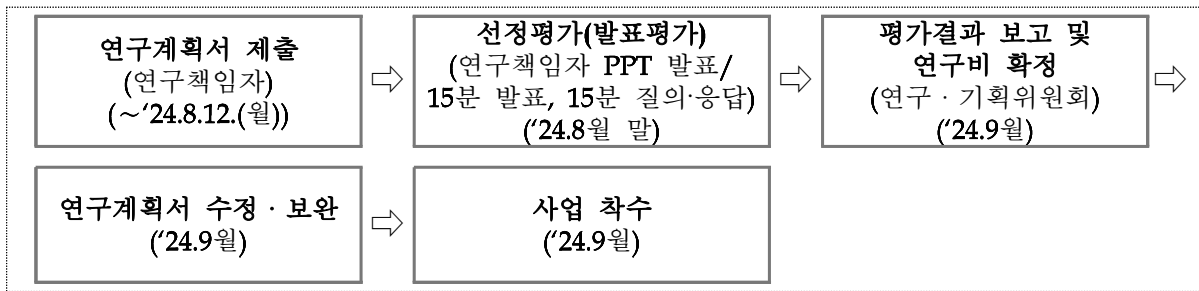 연구계획서 제출
(연구책임자)
(~‘24.8.12.(월))
⇨
선정평가(발표평가)
(연구책임자 PPT 발표/
15분 발표, 15분 질의·응답)
(‘24.8월 말)
⇨
평가결과 보고 및
연구비 확정
(연구 · 기획위원회)
(‘24.9월)
⇨
연구계획서 수정 · 보완
(‘24.9월)
⇨
사업 착수
(‘24.9월)